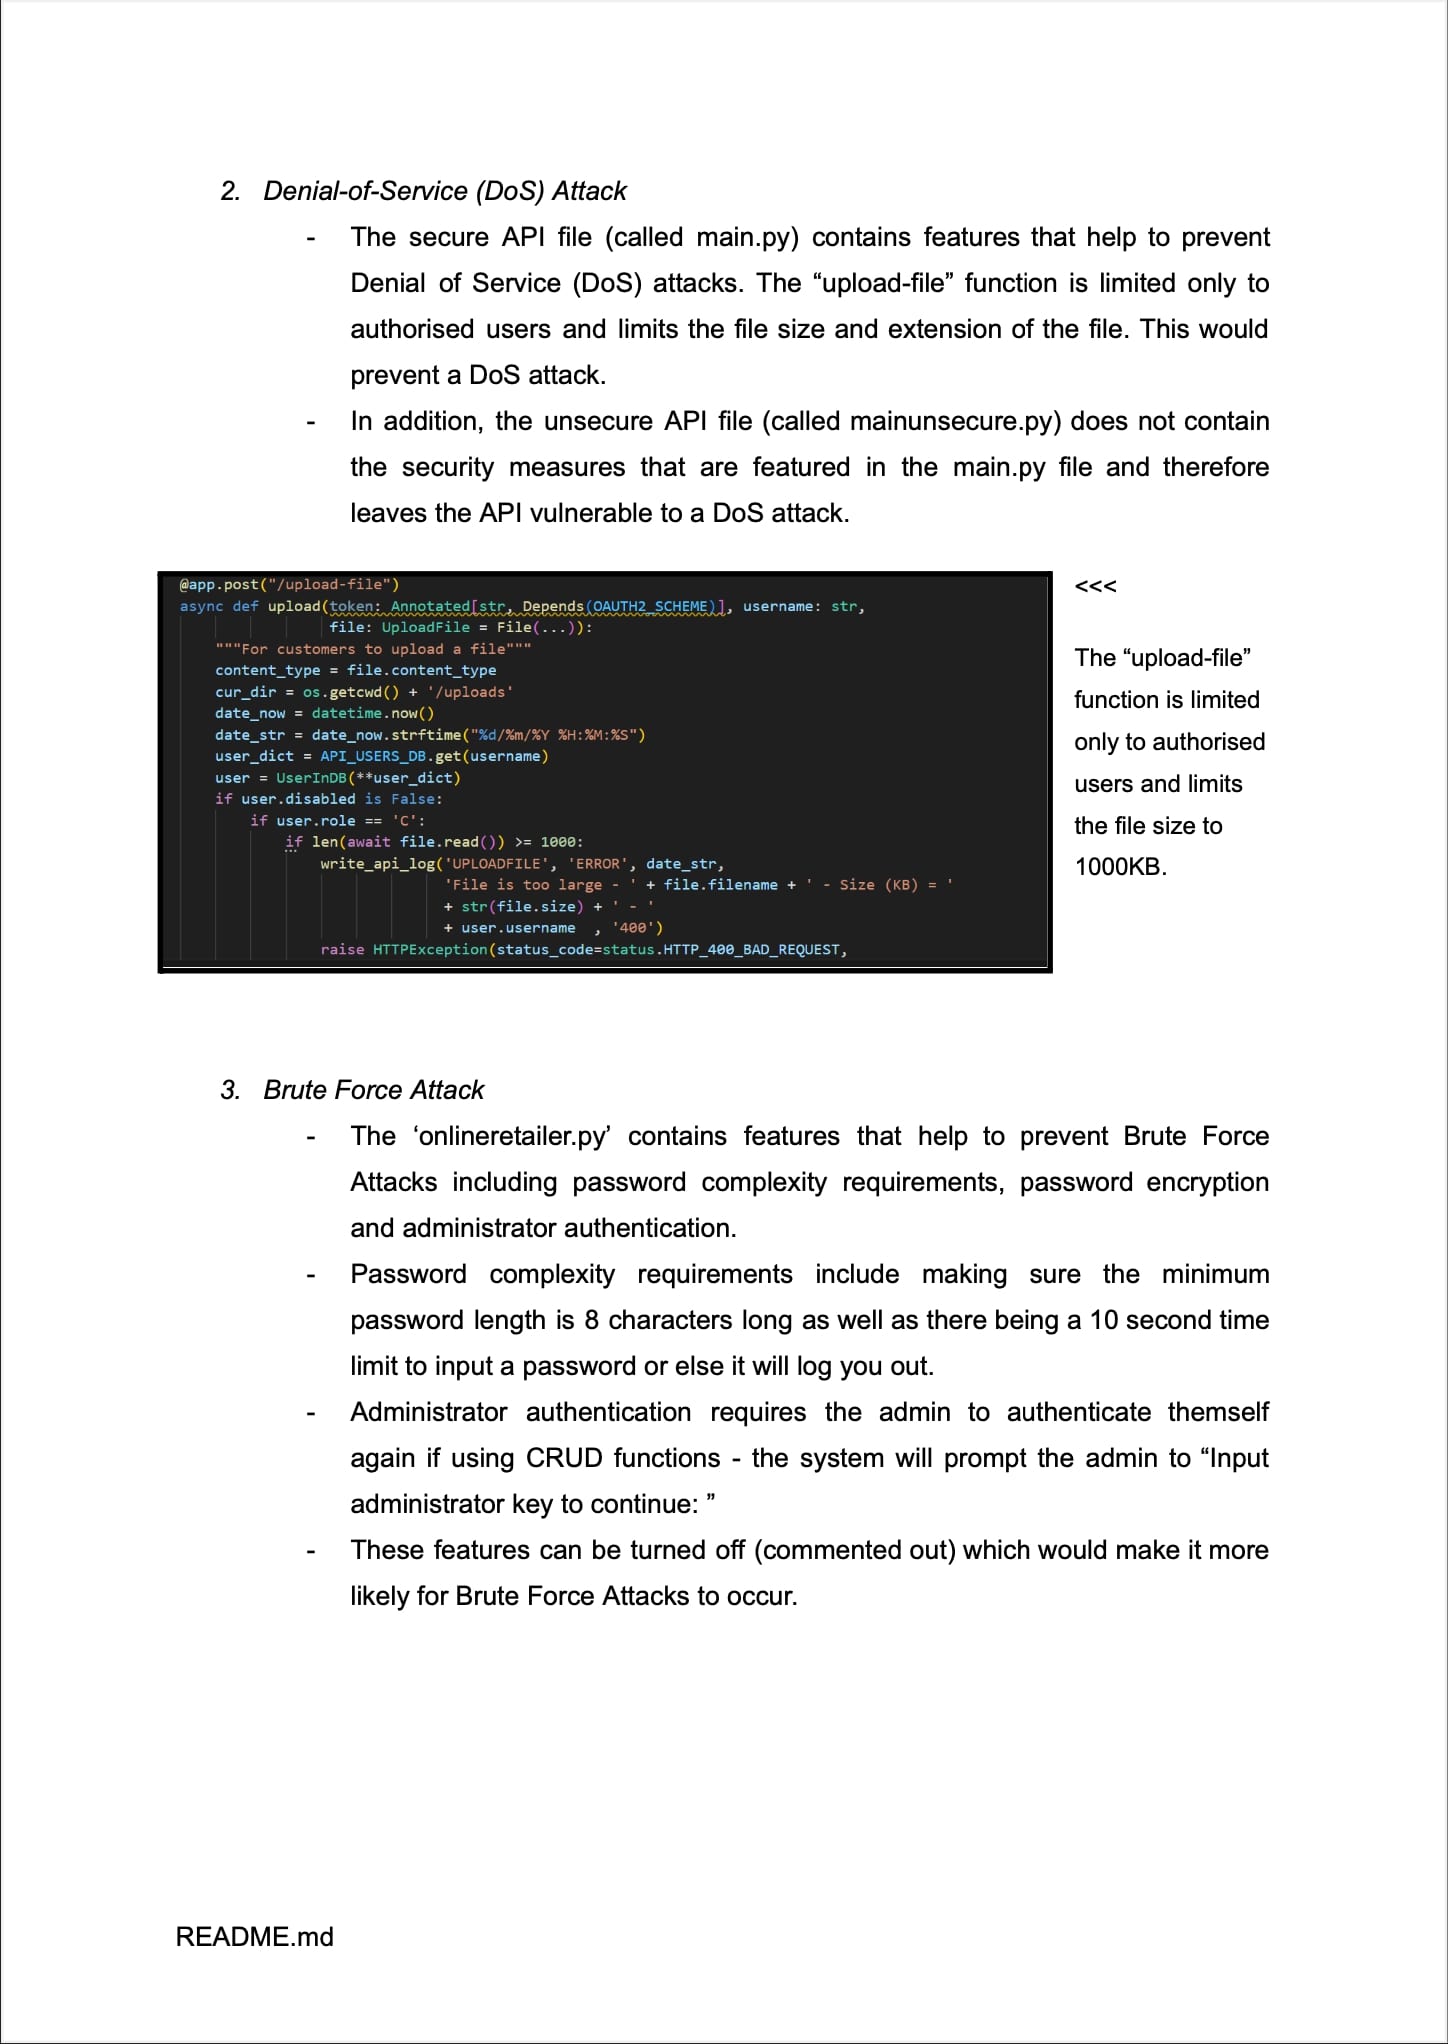 2. Denial-of-Service (DoS) Attack
- The secure API file (called main.py) contains features that help to prevent
Denial of Service (DoS) attacks. The “upload-file” function is limited only to
authorised users and limits the file size and extension of the file. This would
prevent a DoS attack.
- In addition, the unsecure API file (called mainunsecure.py) does not contain
the security measures that are featured in the main.py file and therefore
leaves the API vulnerable to a DoS attack.
@app.post("/upload-file")
async def upload(token: Annotated[str, Depends(OAUTH2_SCHEME)], username: str,
file: UploadFile = File(...)):
"""For customers to upload a file"""
content_type = file.content_type
cur_dir = os.getcwd() + '/uploads'
date_now = datetime.now()
date_str = date_now.strftime("%d/%m/%Y %H:%M:%S")
user_dict = API_USERS_DB.get(username)
user = UserInDB(**user_dict)
if user.disabled is False:
if user.role == 'C':
if len(await file.read()) >= 1000:
write_api_log('UPLOADFILE', 'ERROR', date_str,
'File is too large - ' + file.filename + ' - Size (KB) = '
+ str(file.size) + ' - '
+ user.username , '400')
raise HTTPException(status_code=status.HTTP_400_BAD_REQUEST,
<<<
The “upload-file”
function is limited
only to authorised
users and limits
the file size to
1000KB.
3. Brute Force Attack
- The ‘onlineretailer.py’ contains features that help to prevent Brute Force
Attacks including password complexity requirements, password encryption
and administrator authentication.
- Password complexity requirements include making sure the minimum
password length is 8 characters long as well as there being a 10 second time
limit to input a password or else it will log you out.
- Administrator authentication requires the admin to authenticate themself
again if using CRUD functions - the system will prompt the admin to “Input
administrator key to continue: ”
- These features can be turned off (commented out) which would make it more
likely for Brute Force Attacks to occur.
README.md